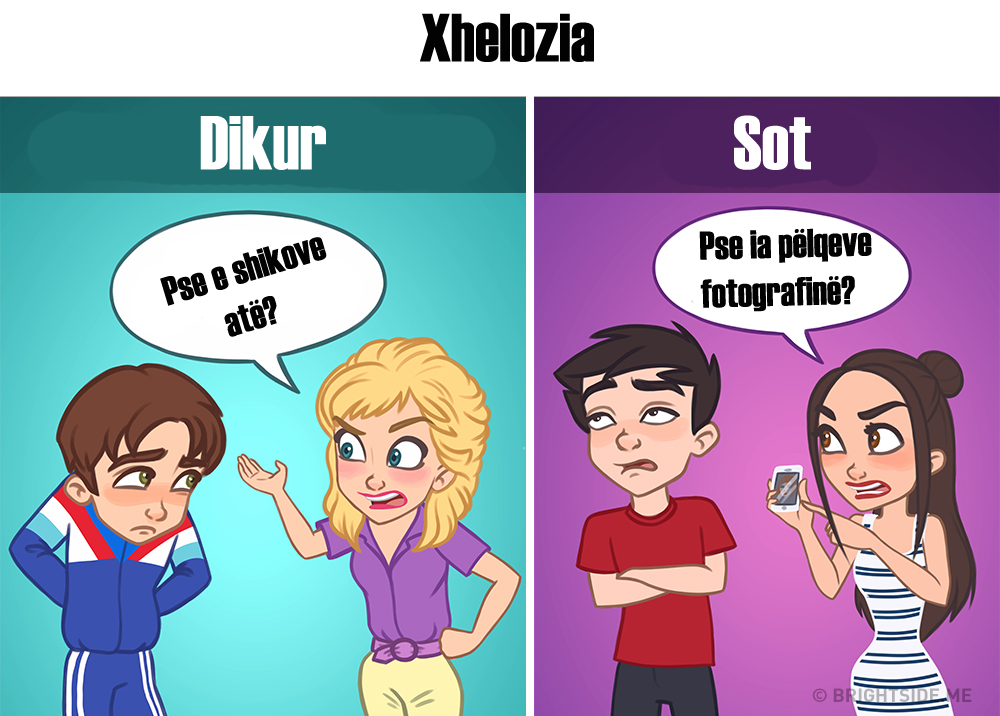 Xhelozia
Dikur
Sot
Pse e shikove
atë?
Pse ia pëlqeve
fotografinë?
© BRIGHTSIDE.ME